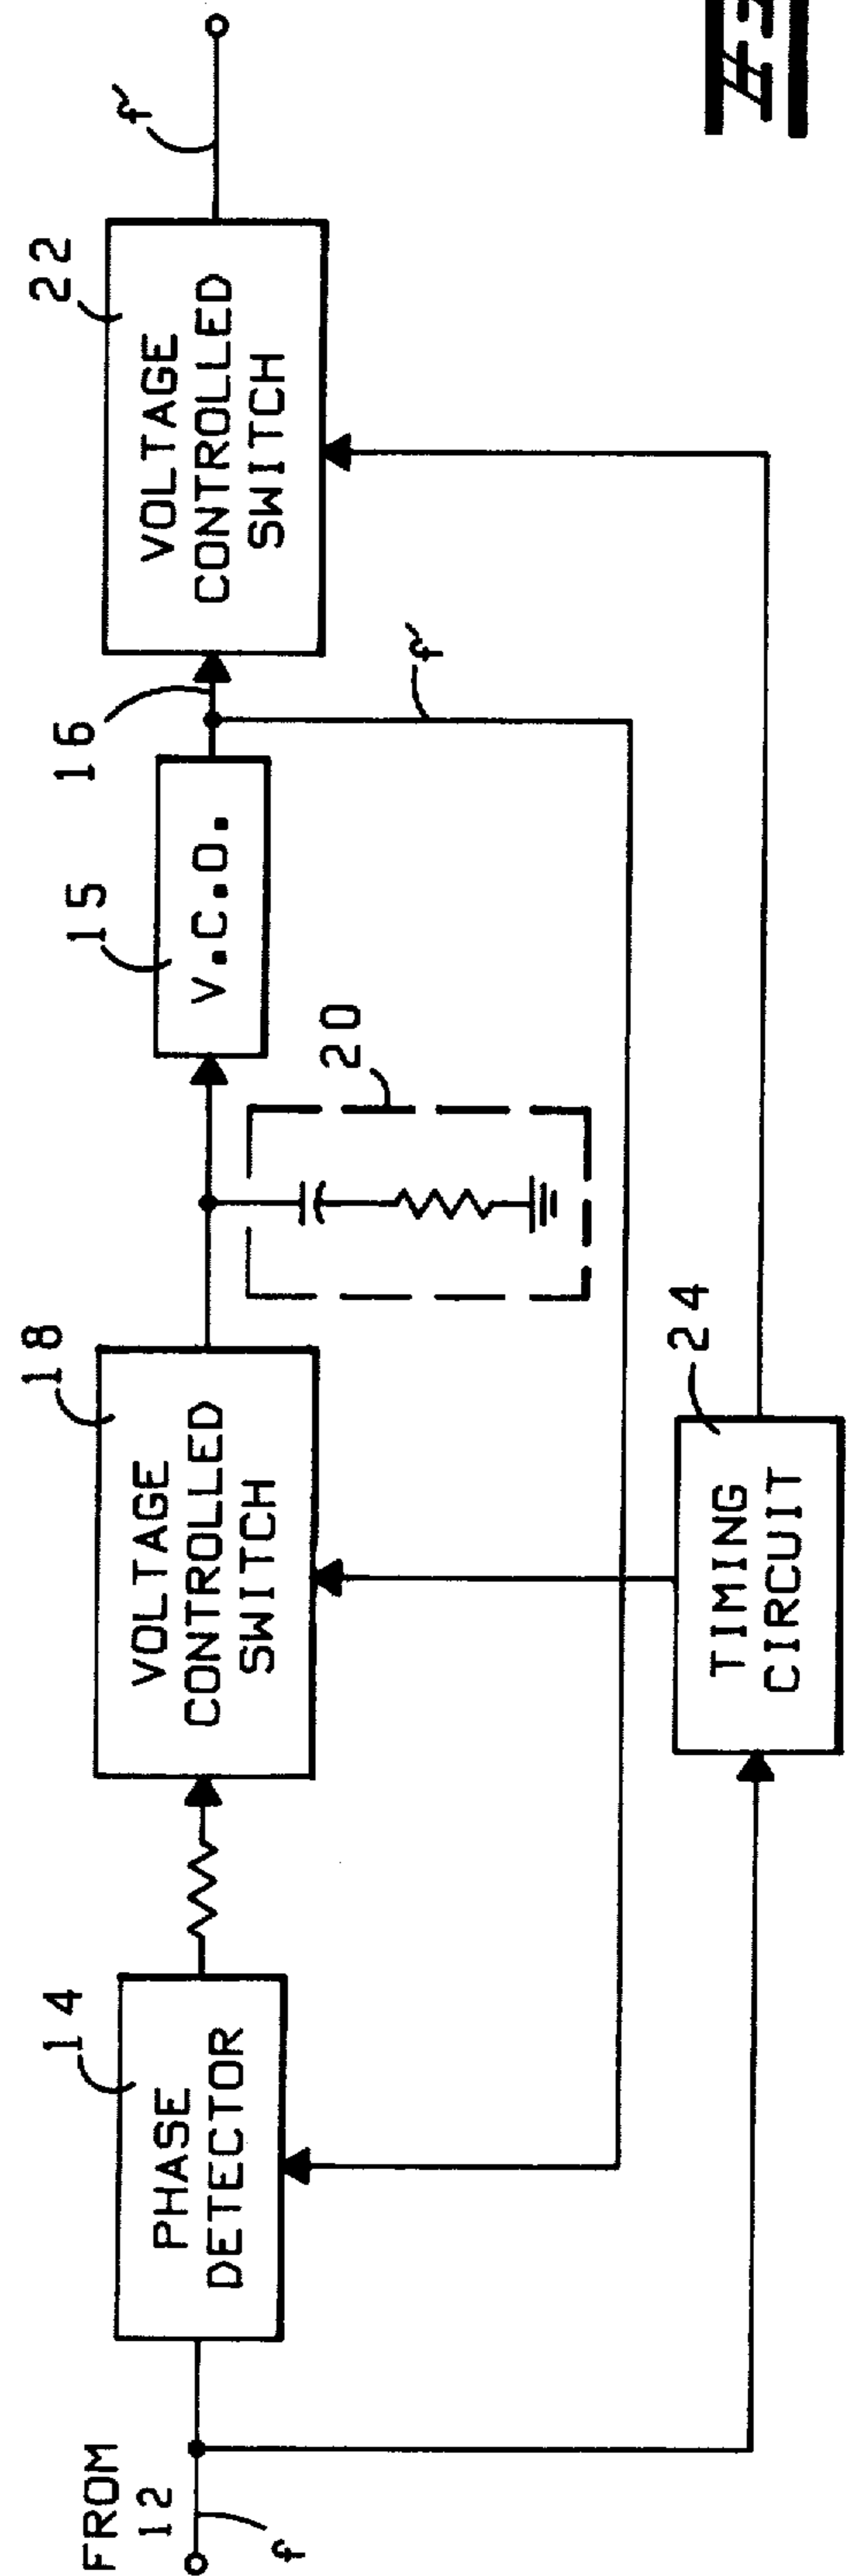 FROM
12
f
14
PHASE
DETECTOR
18
VOLTAGE
CONTROLLED
SWITCH
20
15
V.C.O.
16
f'
22
VOLTAGE
CONTROLLED
SWITCH
f'
24
TIMING
CIRCUIT